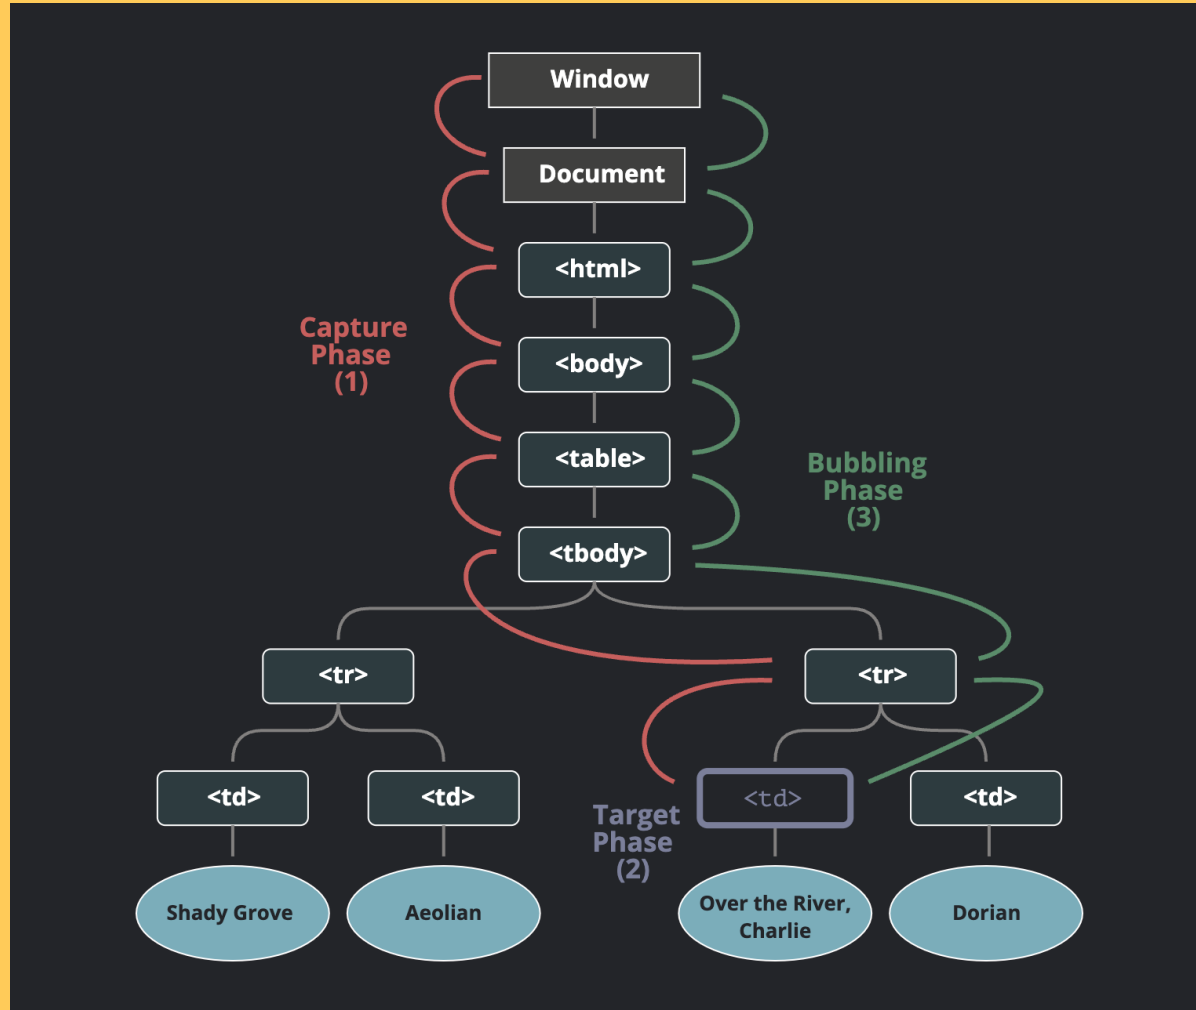 Window
Document
<html>
Capture
Phase
(1)
<body>
<table>
Bubbling
Phase
(3)
<tbody>
<tr>
<tr>
<td>
<td>
<td>
<td>
Target
Phase
(2)
Shady Grove
Aeolian
Over the River,
Charlie
Dorian